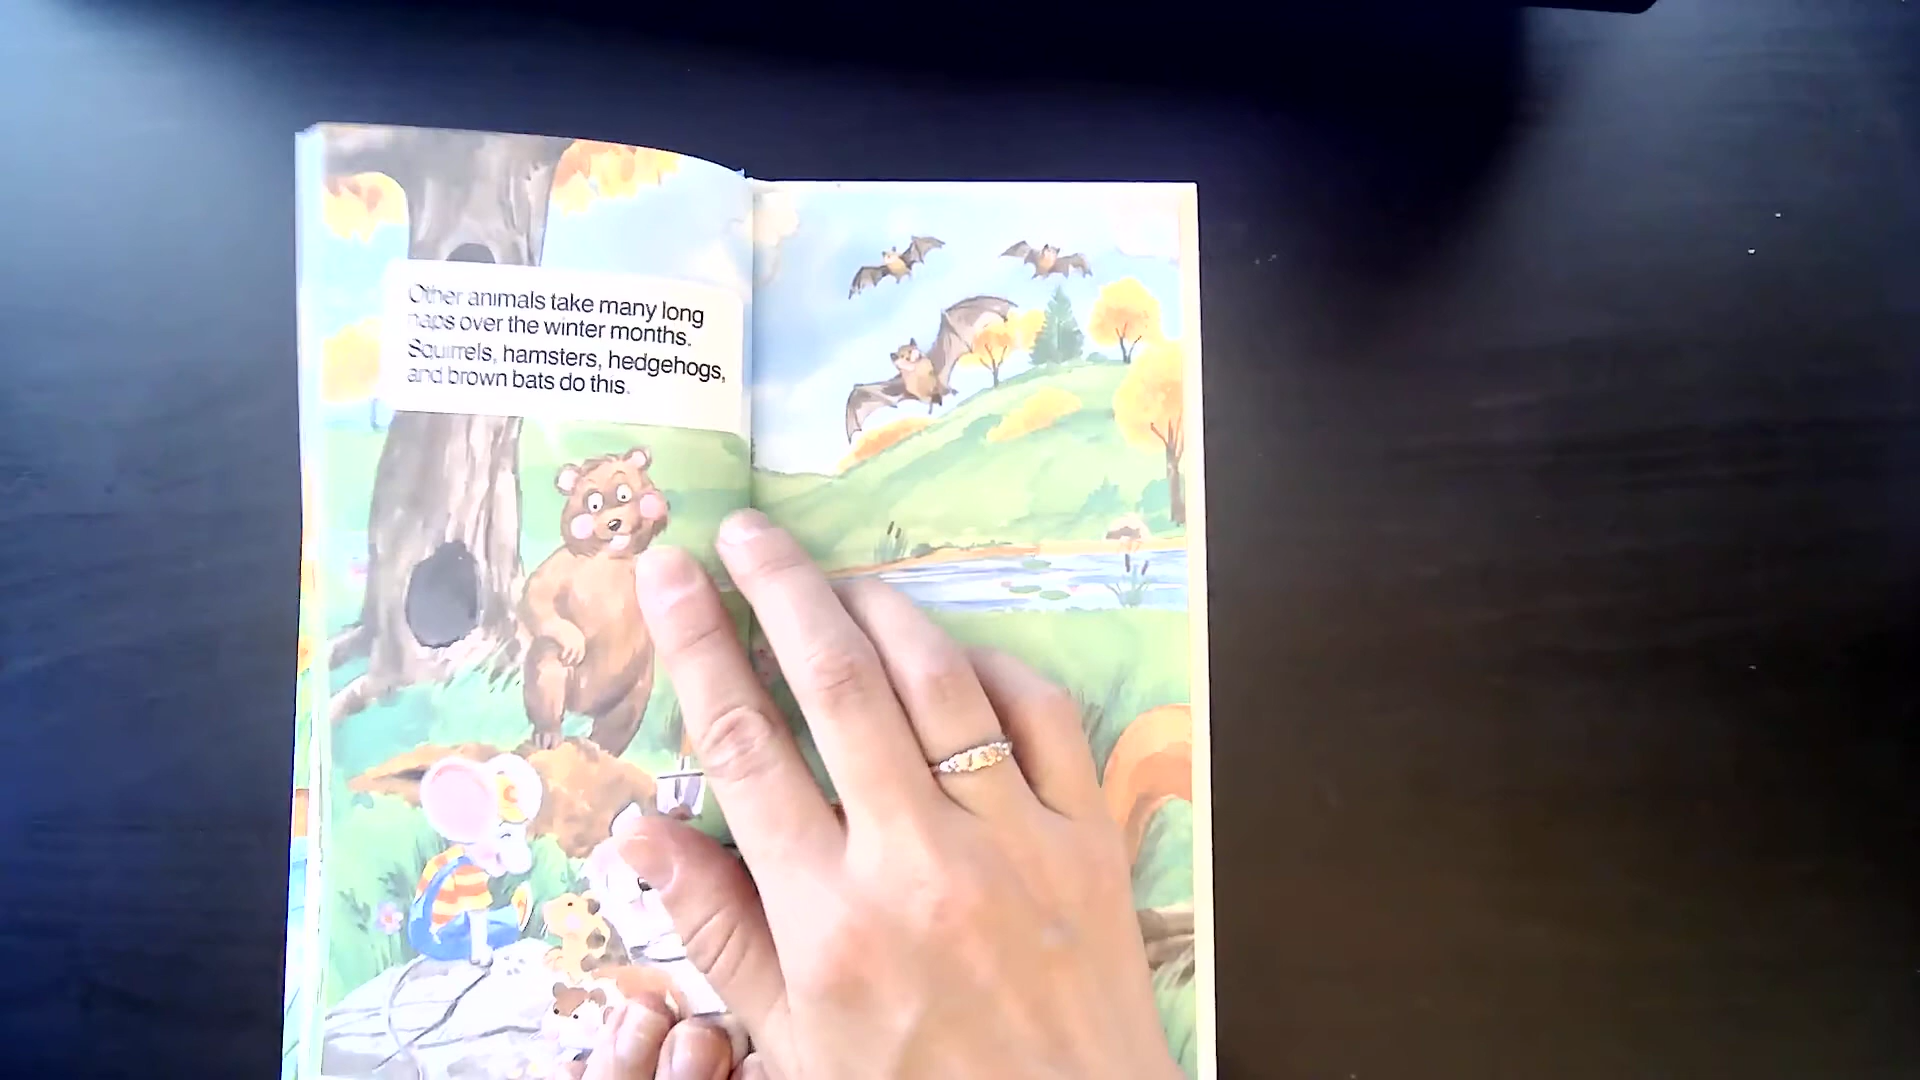 Other animals take many long
naps over the winter months.
Squirrels, hamsters, hedgehogs,
and brown bats do this.